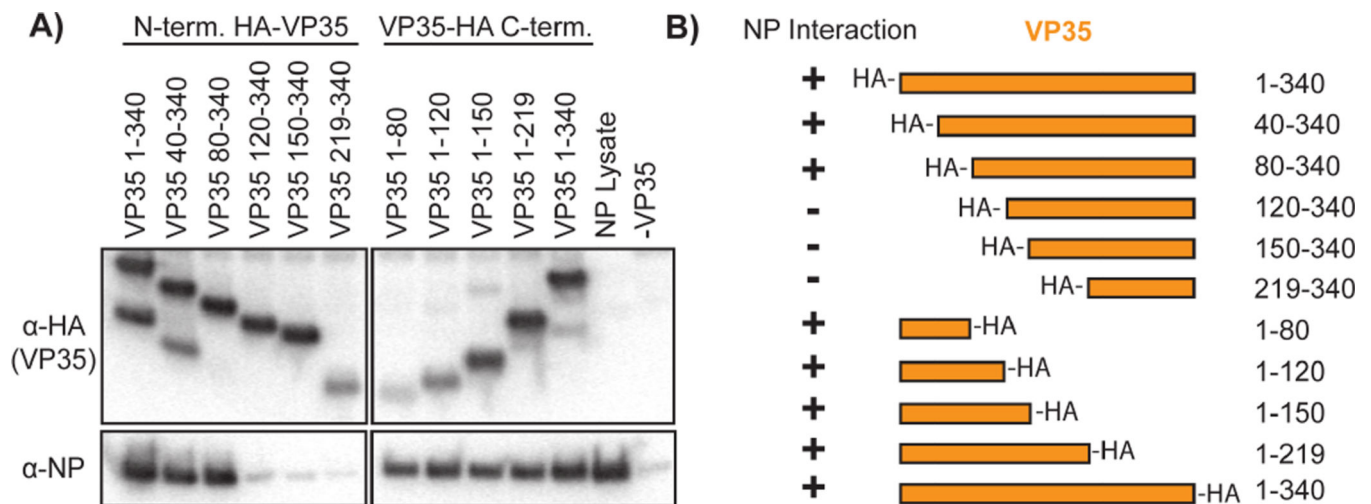 A)
N-term. HA-VP35
VP35-HA C-term.
VP35 1-340
VP35 40-340
VP35 80-340
VP35 120-340
VP35 150-340
VP35 219-340
VP35 1-80
VP35 1-120
VP35 1-150
VP35 1-219
VP35 1-340
NP Lysate
-VP35
α-HA
(VP35)
α-NP
B)
NP Interaction VP35
+ HA- 1-340
+ HA- 40-340
+ HA- 80-340
- HA- 120-340
- HA- 150-340
- HA- 219-340
+ -HA 1-80
+ -HA 1-120
+ -HA 1-150
+ -HA 1-219
+ -HA 1-340